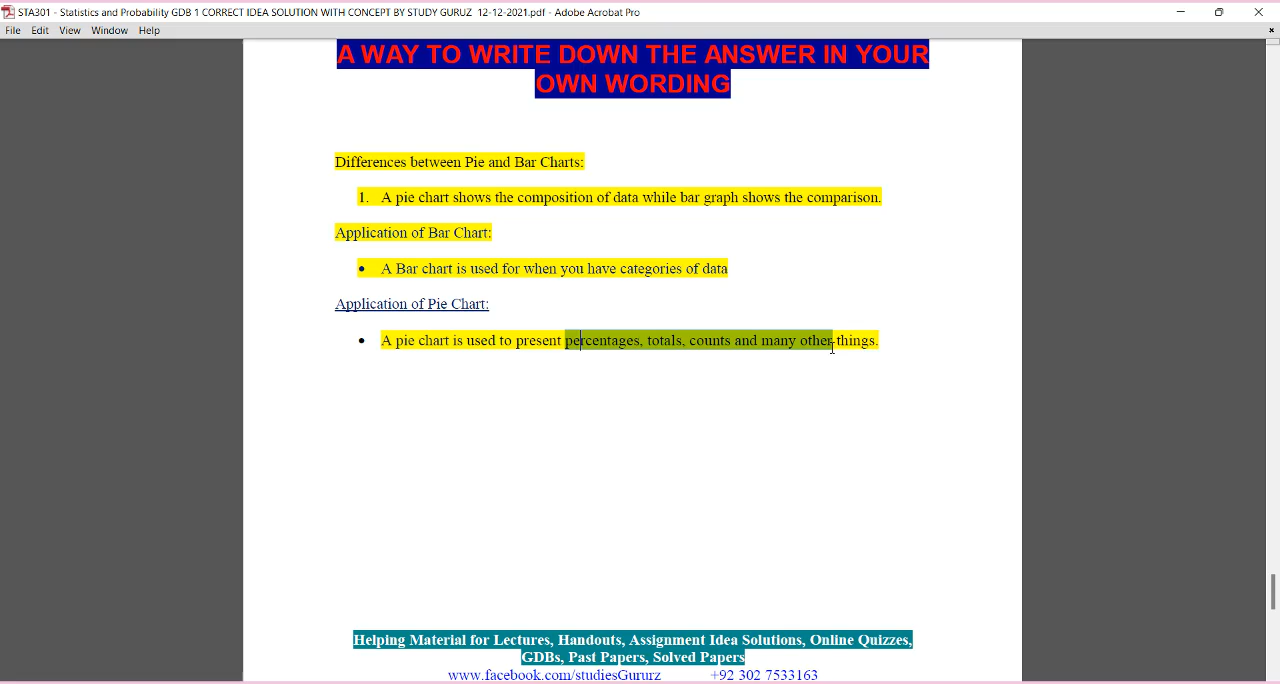 STA301 - Statistics and Probability GDB 1 CORRECT IDEA SOLUTION WITH CONCEPT BY STUDY GURUZ 12-12-2021.pdf - Adobe Acrobat Pro
File Edit View Window Help
A WAY TO WRITE DOWN THE ANSWER IN YOUR
OWN WORDING
Differences between Pie and Bar Charts:
1. A pie chart shows the composition of data while bar graph shows the comparison.
Application of Bar Chart:
• A Bar chart is used for when you have categories of data
Application of Pie Chart:
• A pie chart is used to present percentages, totals, counts and many other things.
Helping Material for Lectures, Handouts, Assignment Idea Solutions, Online Quizzes,
GDBs, Past Papers, Solved Papers
www.facebook.com/studiesGururz +92 302 7533163